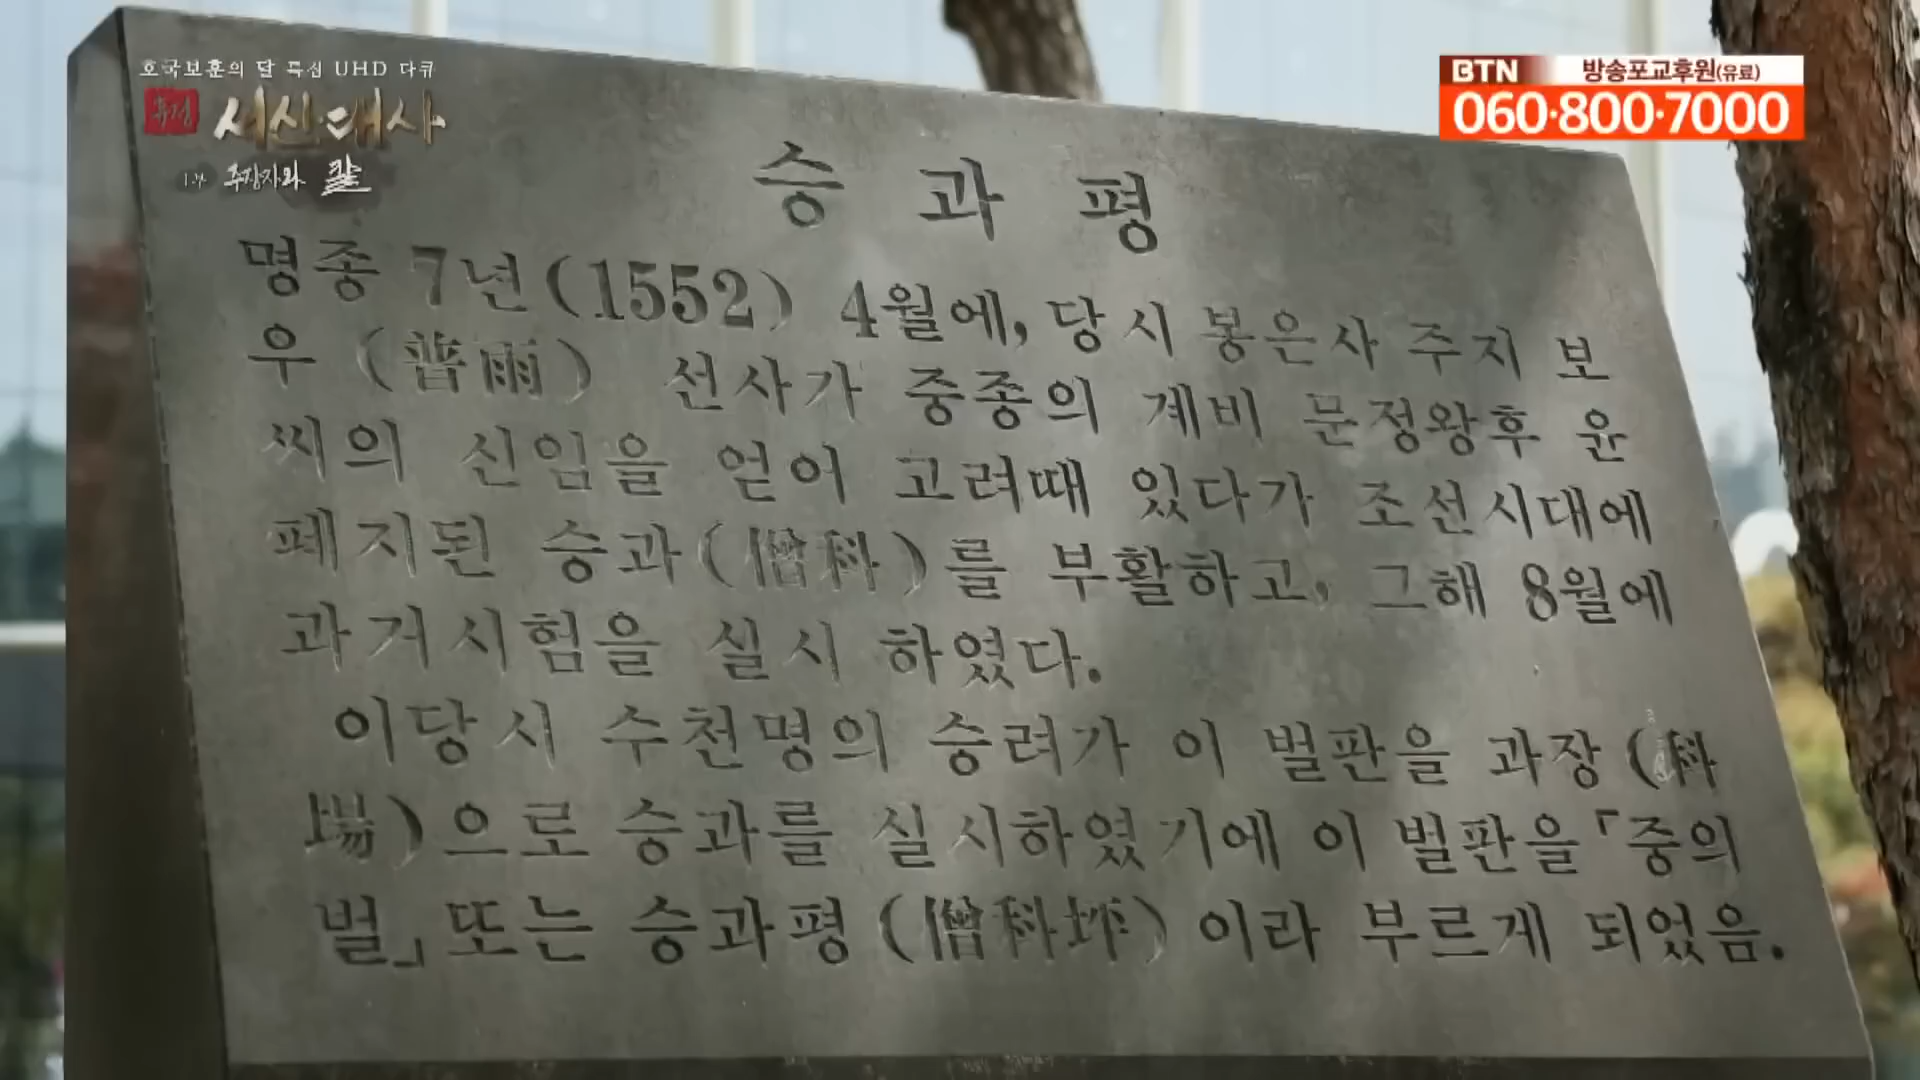 호국보훈의 달 특집 UHD 다큐
서산대사
1부 주장자와 칼
BTN 방송포교후원(유료)
060·800·7000
승과평
명종 7년(1552) 4월에, 당시 봉은사 주지 보
우 (普雨) 선사가 중종의 계비 문정왕후 윤
씨의 신임을 얻어 고려때 있다가 조선시대에
폐지된 승과(僧科)를 부활하고, 그해 8월에
과거시험을 실시 하였다.
이당시 수천명의 승려가 이 벌판을 과장 (科
場)으로 승과를 실시하였기에 이 벌판을「중의
벌」또는 승과평 (僧科坪) 이라 부르게 되었음.